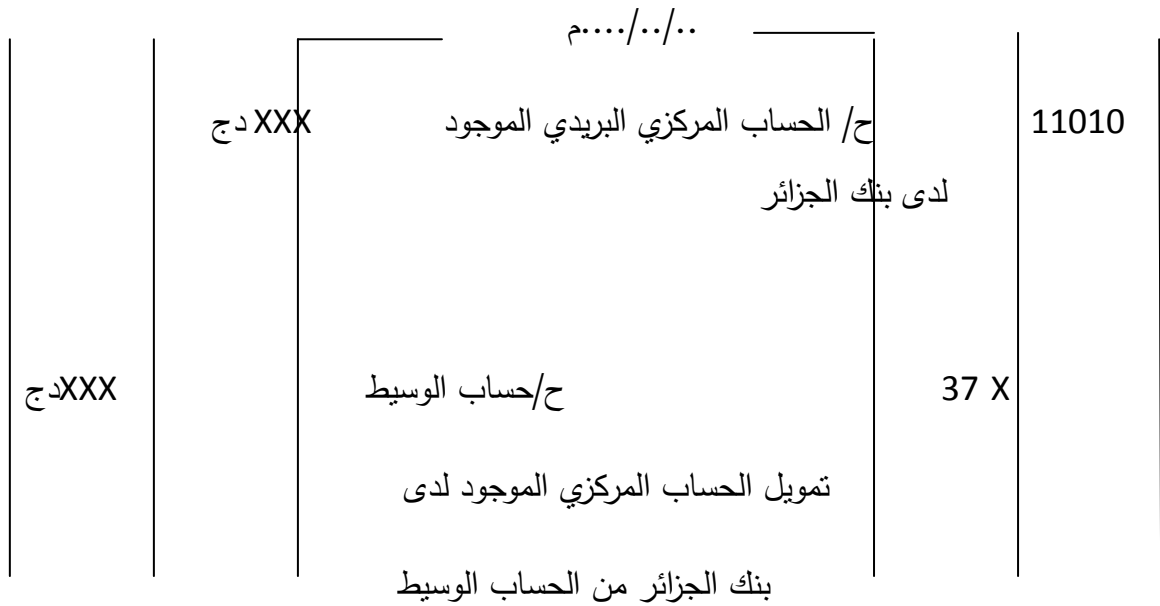 ../../....م
11010 ح/ الحساب المركزي البريدي الموجود XXX دج
لدى بنك الجزائر
37 X ح/حساب الوسيط XXXدج
تمويل الحساب المركزي الموجود لدى
بنك الجزائر من الحساب الوسيط